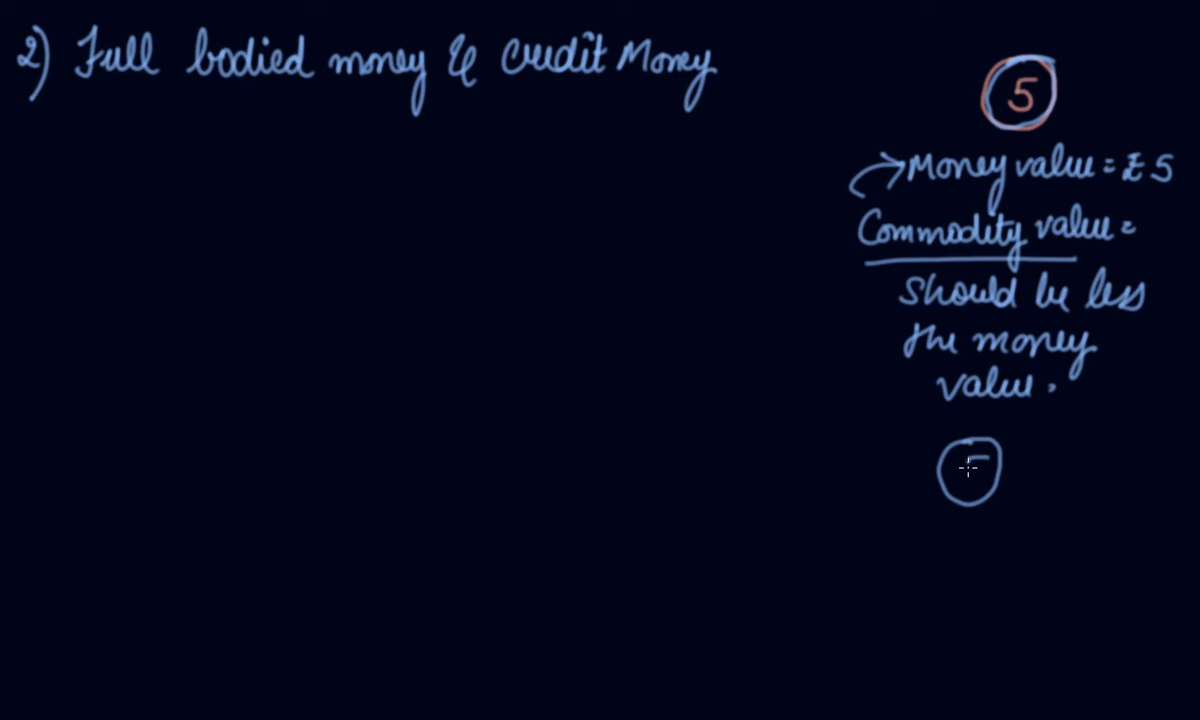 2) Full bodied money & Credit Money
5
Money value = ₤ 5
Commodity value =
should be less
the money
value.